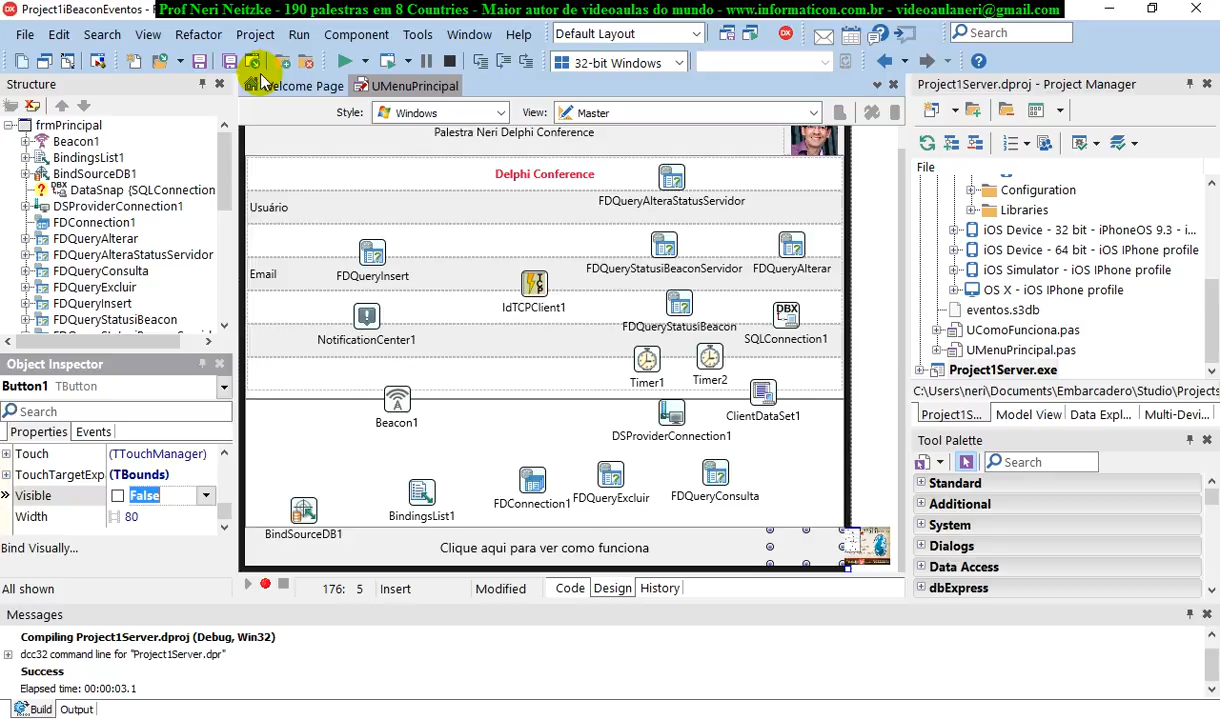 Project1iBeaconEventos -
Prof Neri Neitzke - 190 palestras em 8 Countries - Maior autor de videoaulas do mundo - www.informaticon.com.br - videoaulaneri@gmail.com
File Edit Search View Refactor Project Run Component Tools Window Help
Default Layout
Search
32-bit Windows
Structure
Welcome Page
UMenuPrincipal
Project1Server.dproj - Project Manager
Style: Windows
View: Master
frmPrincipal
Beacon1
BindingsList1
BindSourceDB1
DataSnap {SQLConnection
DSProviderConnection1
FDConnection1
FDQueryAlterar
FDQueryAlteraStatusServidor
FDQueryConsulta
FDQueryExcluir
FDQueryInsert
FDQueryStatusiBeacon
Palestra Neri Delphi Conference
Delphi Conference
FDQueryAlteraStatusServidor
Usuário
Email
FDQueryInsert
FDQueryStatusiBeaconServidor
FDQueryAlterar
IdTCPClient1
FDQueryStatusiBeacon
NotificationCenter1
SQLConnection1
Timer1
Timer2
Beacon1
ClientDataSet1
DSProviderConnection1
BindingsList1
FDConnection1
FDQueryExcluir
FDQueryConsulta
BindSourceDB1
Clique aqui para ver como funciona
File
Configuration
Libraries
iOS Device - 32 bit - iPhoneOS 9.3 - i...
iOS Device - 64 bit - iOS IPhone profile
iOS Simulator - iOS IPhone profile
OS X - iOS IPhone profile
eventos.s3db
UComoFunciona.pas
UMenuPrincipal.pas
Project1Server.exe
C:\Users\neri\Documents\Embarcadero\Studio\Projects
Project1S...
Model View
Data Expl...
Multi-Devi...
Tool Palette
Search
Standard
Additional
System
Dialogs
Data Access
dbExpress
Object Inspector
Button1 TButton
Search
Properties Events
Touch (TTouchManager)
TouchTargetExp (TBounds)
Visible False
Width 80
Bind Visually...
All shown
176: 5
Insert
Modified
Code Design History
Messages
Compiling Project1Server.dproj (Debug, Win32)
dcc32 command line for "Project1Server.dpr"
Success
Elapsed time: 00:00:03.1
Build Output